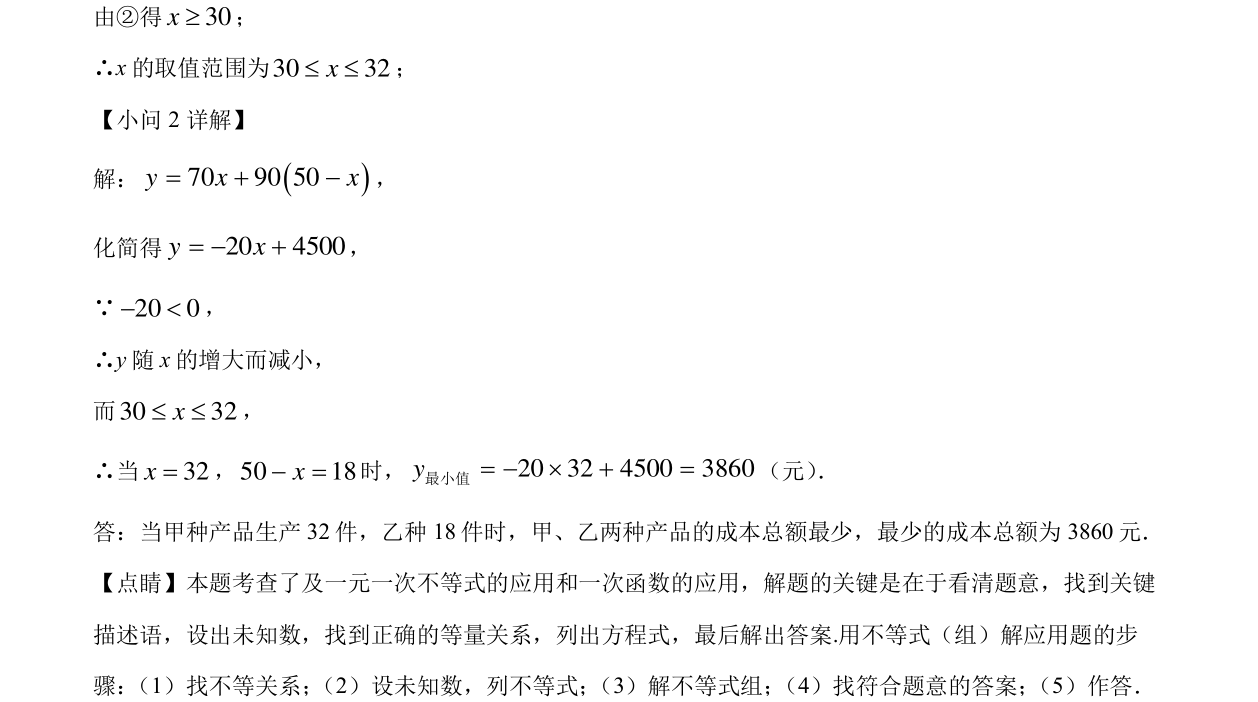 由②得 x ≥ 30；
∴x 的取值范围为 30 ≤ x ≤ 32；
【小问 2 详解】
解： y = 70x + 90(50 − x)，
化简得 y = −20x + 4500，
∵ −20 < 0，
∴y 随 x 的增大而减小，
而 30 ≤ x ≤ 32，
∴当 x = 32，50 − x = 18 时， y最小值 = −20 × 32 + 4500 = 3860（元）．
答：当甲种产品生产 32 件，乙种 18 件时，甲、乙两种产品的成本总额最少，最少的成本总额为 3860 元．
【点睛】本题考查了及一元一次不等式的应用和一次函数的应用，解题的关键是在于看清题意，找到关键
描述语，设出未知数，找到正确的等量关系，列出方程式，最后解出答案.用不等式（组）解应用题的步
骤：（1）找不等关系；（2）设未知数，列不等式；（3）解不等式组；（4）找符合题意的答案；（5）作答．